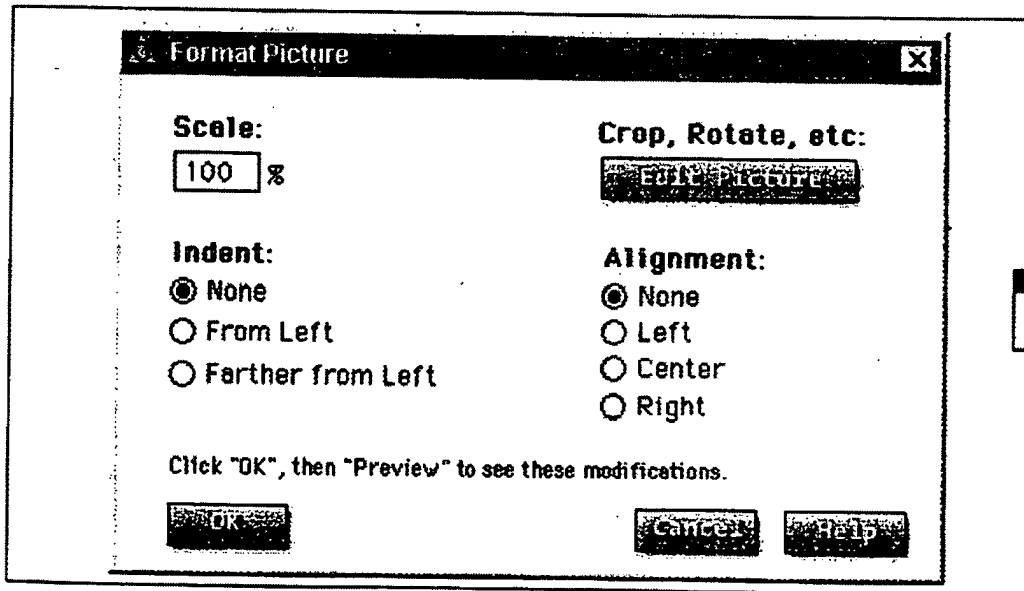 Format Picture
Scale:
100 %
Crop, Rotate, etc:
Edit Picture
Indent:
None
From Left
Farther from Left
Alignment:
None
Left
Center
Right
Click "OK", then "Preview" to see these modifications.
OK
Cancel
Help